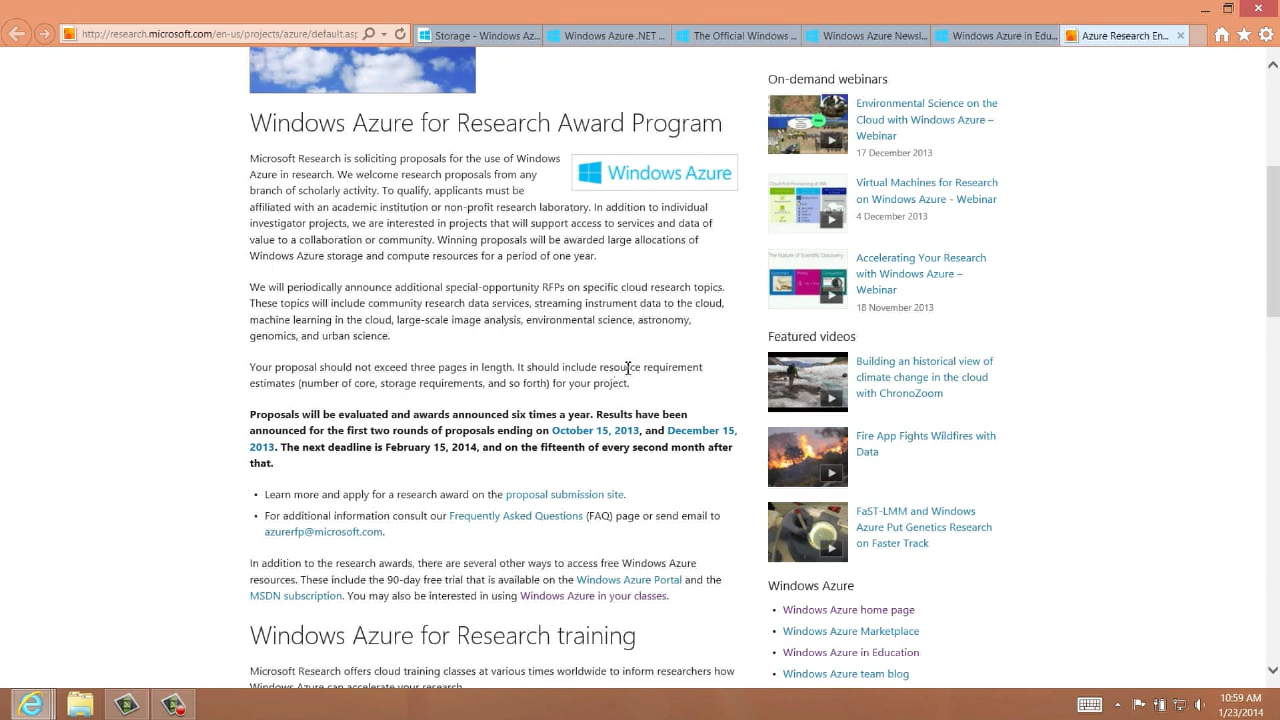 http://research.microsoft.com/en-us/projects/azure/default.asp
Storage - Windows Az...
Windows Azure .NET ...
The Official Windows ...
Windows Azure Newsl...
Windows Azure in Edu...
Azure Research En...
Windows Azure for Research Award Program
Microsoft Research is soliciting proposals for the use of Windows
Azure in research. We welcome research proposals from any
branch of scholarly activity. To qualify, applicants must be
affiliated with an academic institution or non-profit research laboratory. In addition to individual
investigator projects, we are interested in projects that will support access to services and data of
value to a collaboration or community. Winning proposals will be awarded large allocations of
Windows Azure storage and compute resources for a period of one year.
Windows Azure
We will periodically announce additional special-opportunity RFPs on specific cloud research topics.
These topics will include community research data services, streaming instrument data to the cloud,
machine learning in the cloud, large-scale image analysis, environmental science, astronomy,
genomics, and urban science.
Your proposal should not exceed three pages in length. It should include resource requirement
estimates (number of core, storage requirements, and so forth) for your project.
Proposals will be evaluated and awards announced six times a year. Results have been
announced for the first two rounds of proposals ending on October 15, 2013, and December 15,
2013. The next deadline is February 15, 2014, and on the fifteenth of every second month after
that.
• Learn more and apply for a research award on the proposal submission site.
• For additional information consult our Frequently Asked Questions (FAQ) page or send email to
azurerfp@microsoft.com.
In addition to the research awards, there are several other ways to access free Windows Azure
resources. These include the 90-day free trial that is available on the Windows Azure Portal and the
MSDN subscription. You may also be interested in using Windows Azure in your classes.
Windows Azure for Research training
Microsoft Research offers cloud training classes at various times worldwide to inform researchers how
Windows Azure can accelerate your research.
On-demand webinars
Environmental Science on the
Cloud with Windows Azure –
Webinar
17 December 2013
Virtual Machines for Research
on Windows Azure - Webinar
4 December 2013
Accelerating Your Research
with Windows Azure –
Webinar
18 November 2013
Featured videos
Building an historical view of
climate change in the cloud
with ChronoZoom
Fire App Fights Wildfires with
Data
FaST-LMM and Windows
Azure Put Genetics Research
on Faster Track
Windows Azure
• Windows Azure home page
• Windows Azure Marketplace
• Windows Azure in Education
• Windows Azure team blog
10:59 AM
1/23/2014